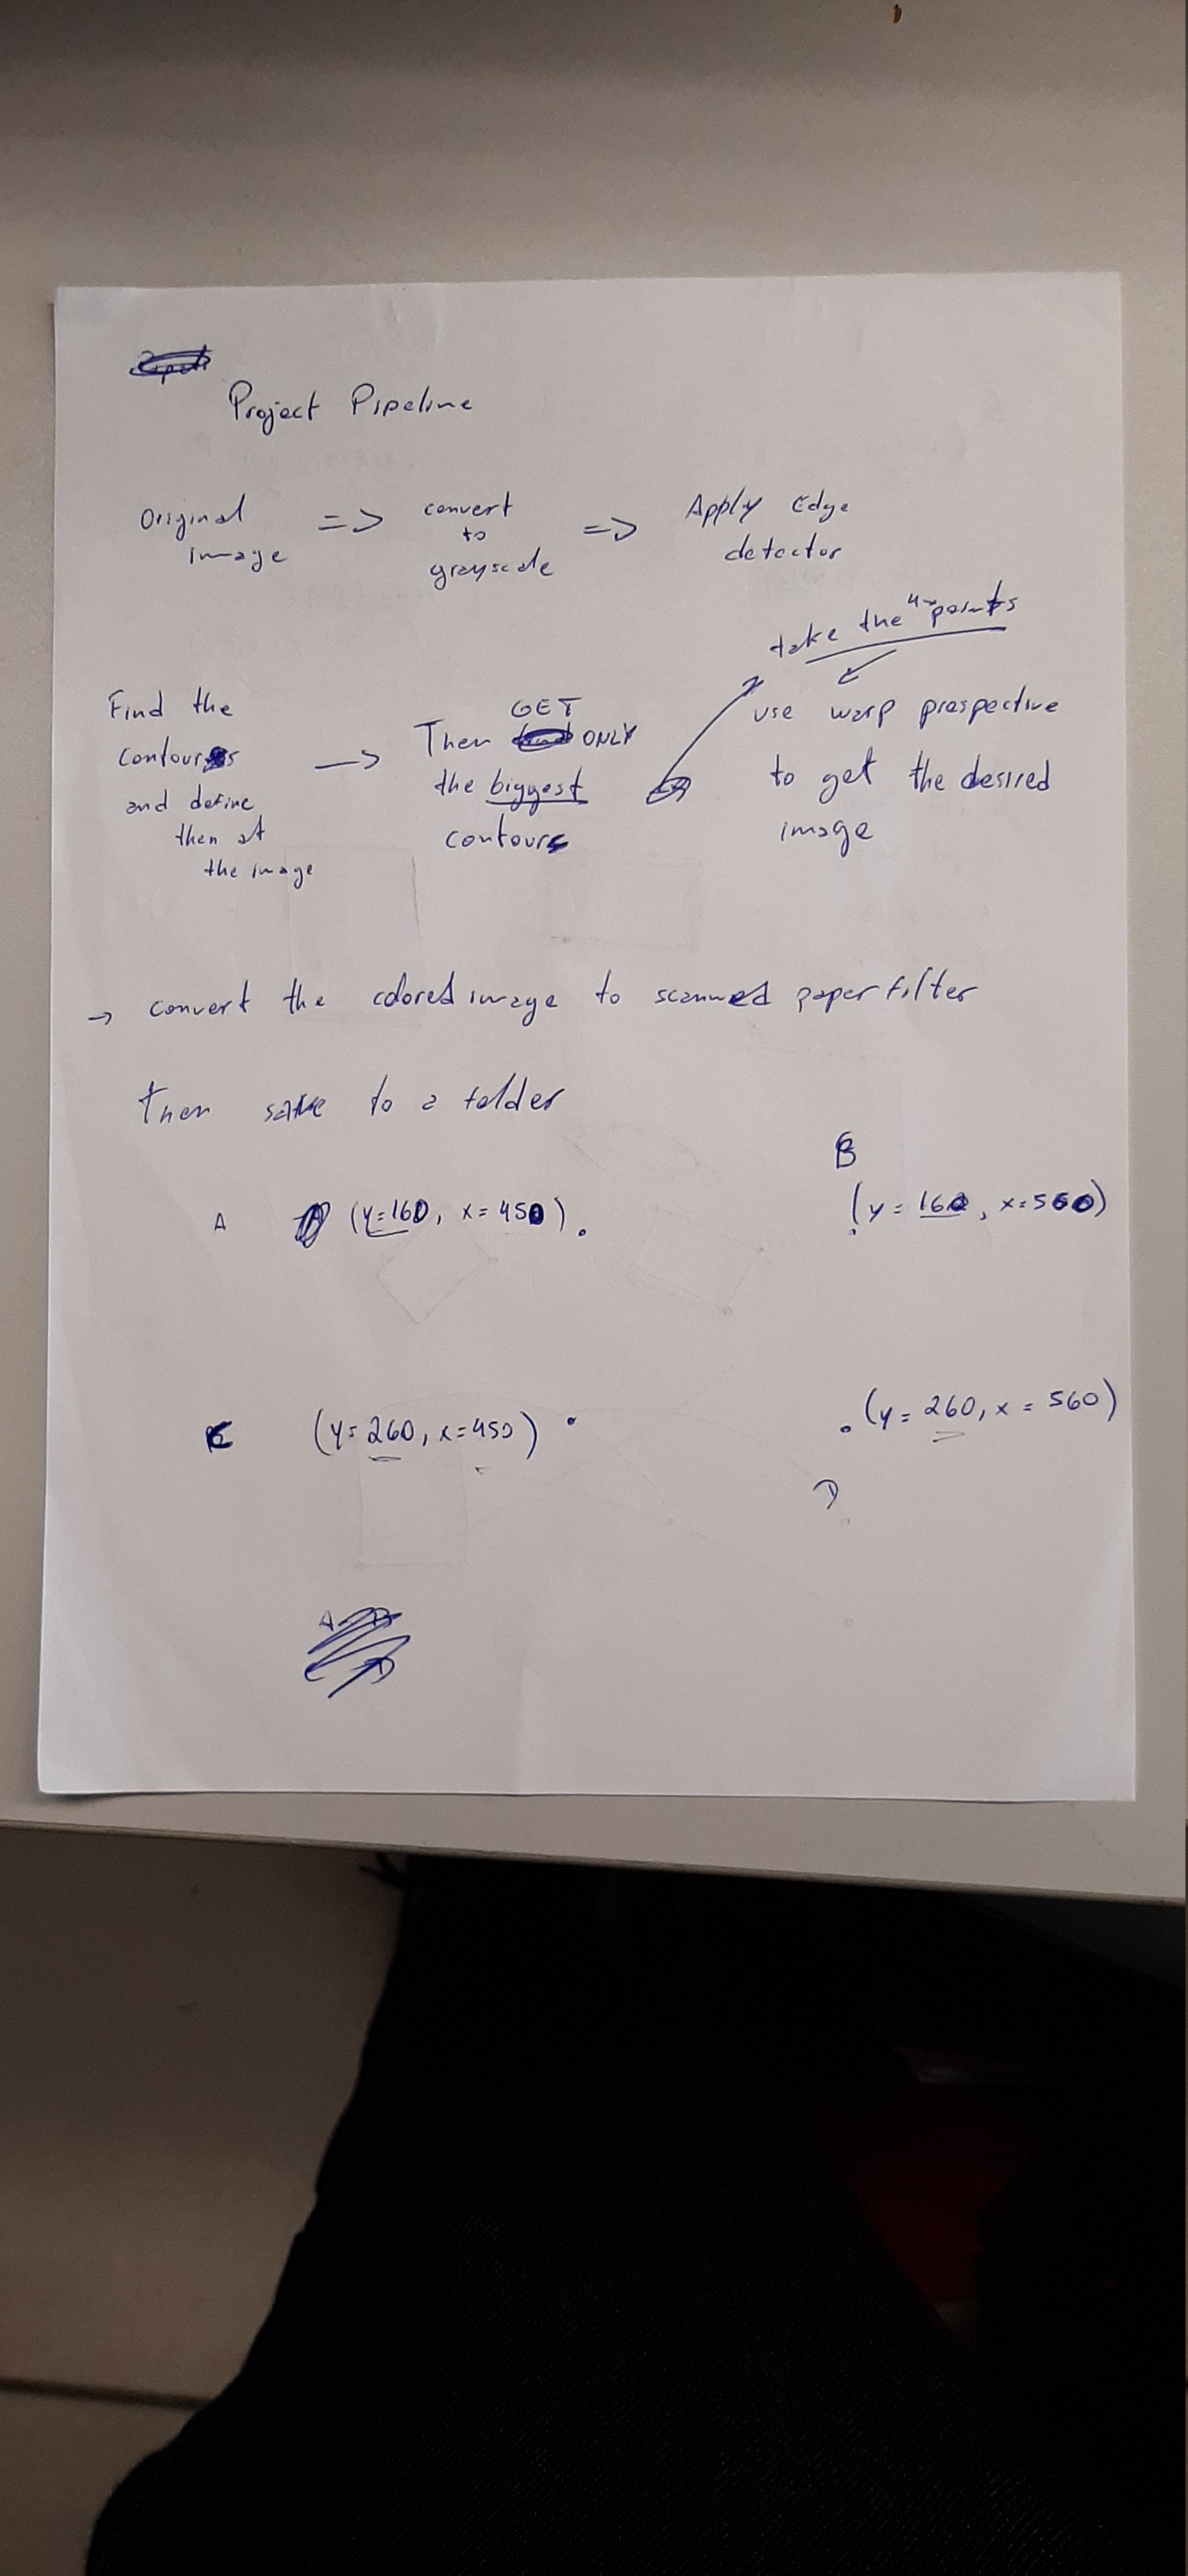 Project Pipeline
Original => convert => Apply Edge
image to detector
grayscale
take the 4 points
Find the GET use warp prospective
contours -> Then ONLY to get the desired
and define the biggest image
then at contours
the image
-> convert the colored image to scanned paper filter
Then save to a folder
B
A (y=160, x=450) (y=160, x=560)
C (y=260, x=450) (y=260, x=560)
D